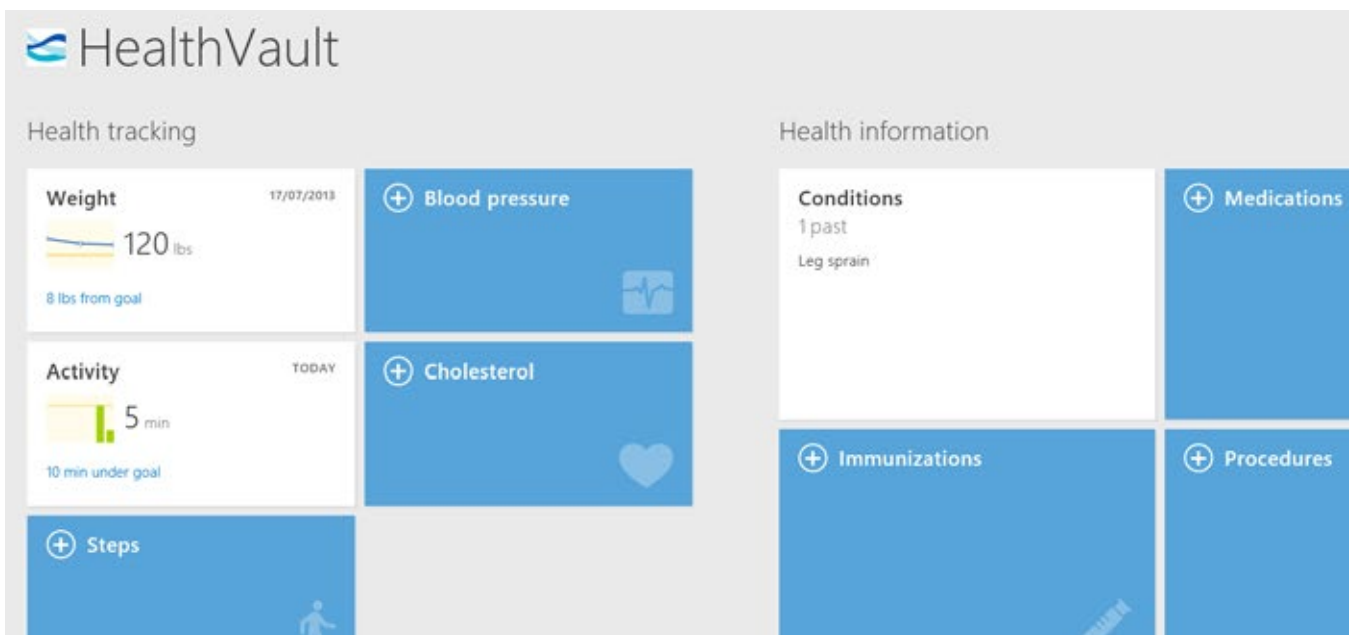 HealthVault
Health tracking
Weight 17/07/2013
120 lbs
8 lbs from goal
Blood pressure
Activity TODAY
5 min
10 min under goal
Cholesterol
Steps
Health information
Conditions
1 past
Leg sprain
Medications
Immunizations
Procedures